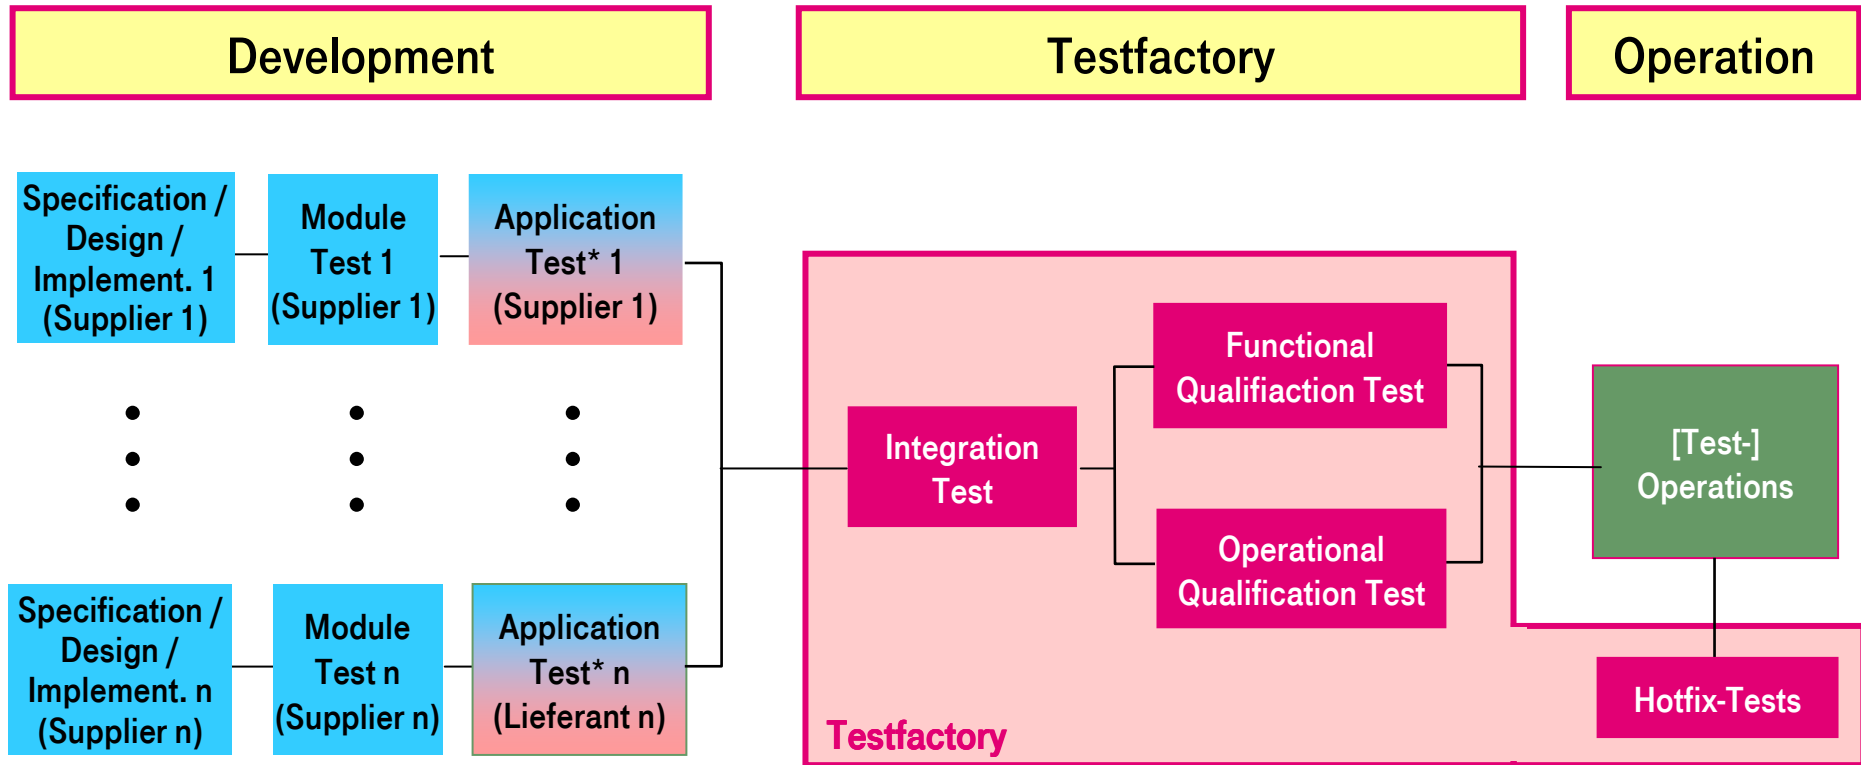 Development
Testfactory
Operation
Specification /
Design /
Implement. 1
(Supplier 1)
Module
Test 1
(Supplier 1)
Application
Test* 1
(Supplier 1)
Functional
Qualifiaction Test
Integration
Test
[Test-]
Operations
Operational
Qualification Test
Specification /
Design /
Implement. n
(Supplier n)
Module
Test n
(Supplier n)
Application
Test* n
(Lieferant n)
Hotfix-Tests
Testfactory